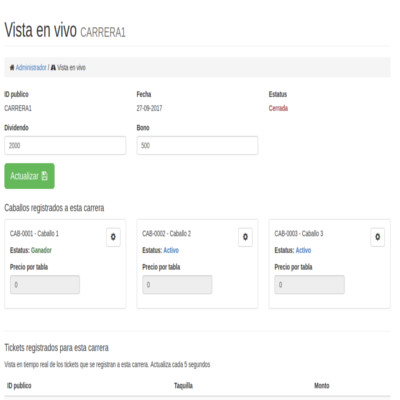 Vista en vivo CARRERA1
Administrador / Vista en vivo
ID publico Fecha Estatus
CARRERA1 27-09-2017 Cerrada
Dividendo Bono
2000 500
Actualizar
Caballos registrados a esta carrera
CAB-0001 - Caballo 1 CAB-0002 - Caballo 2 CAB-0003 - Caballo 3
Estatus: Ganador Estatus: Activo Estatus: Activo
Precio por tabla Precio por tabla Precio por tabla
0 0 0
Tickets registrados para esta carrera
Vista en tiempo real de los tickets que se registran a esta carrera. Actualiza cada 5 segundos
ID publico Taquilla Monto